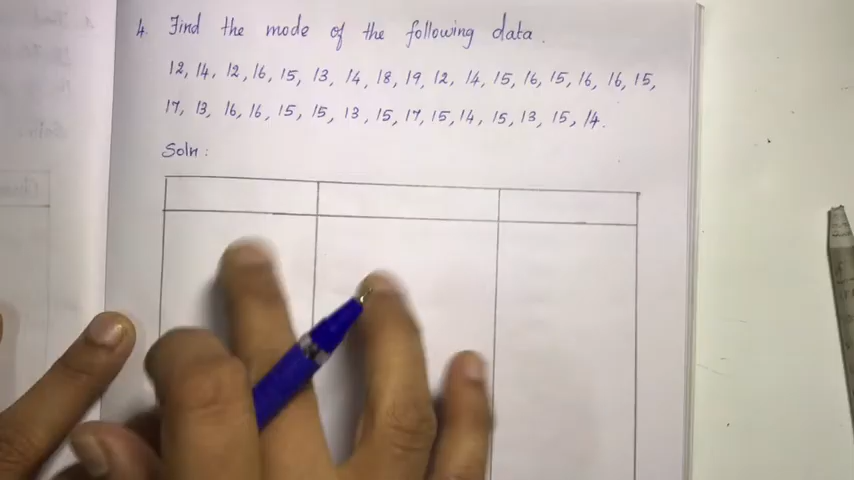 4. Find the mode of the following data.
12, 14, 12, 16, 15, 13, 14, 18, 19, 12, 14, 15, 16, 15, 16, 16, 15,
17, 13, 16, 16, 15, 15, 13, 15, 17, 15, 14, 15, 13, 15, 14.
Soln :